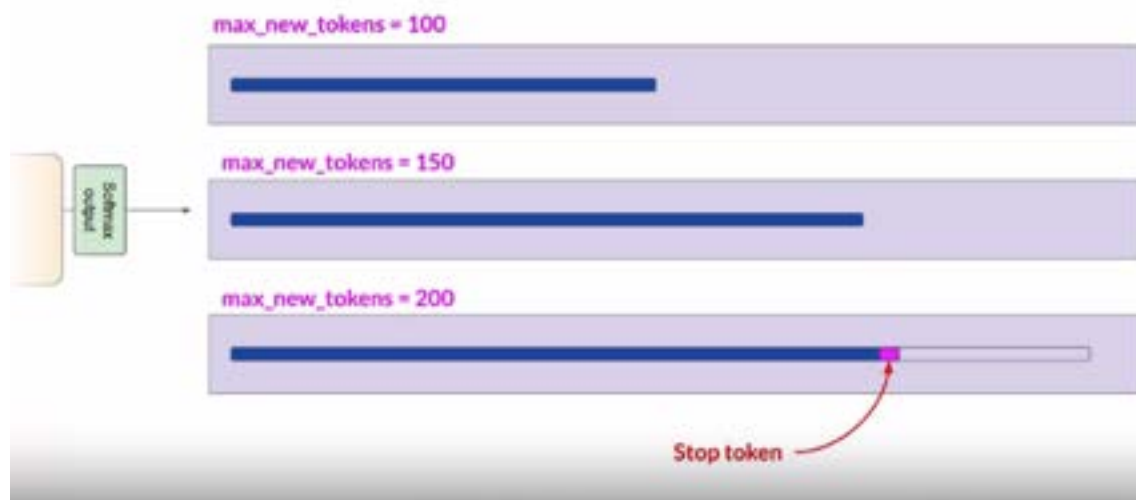 max_new_tokens = 100
max_new_tokens = 150
Softmax
output
max_new_tokens = 200
Stop token